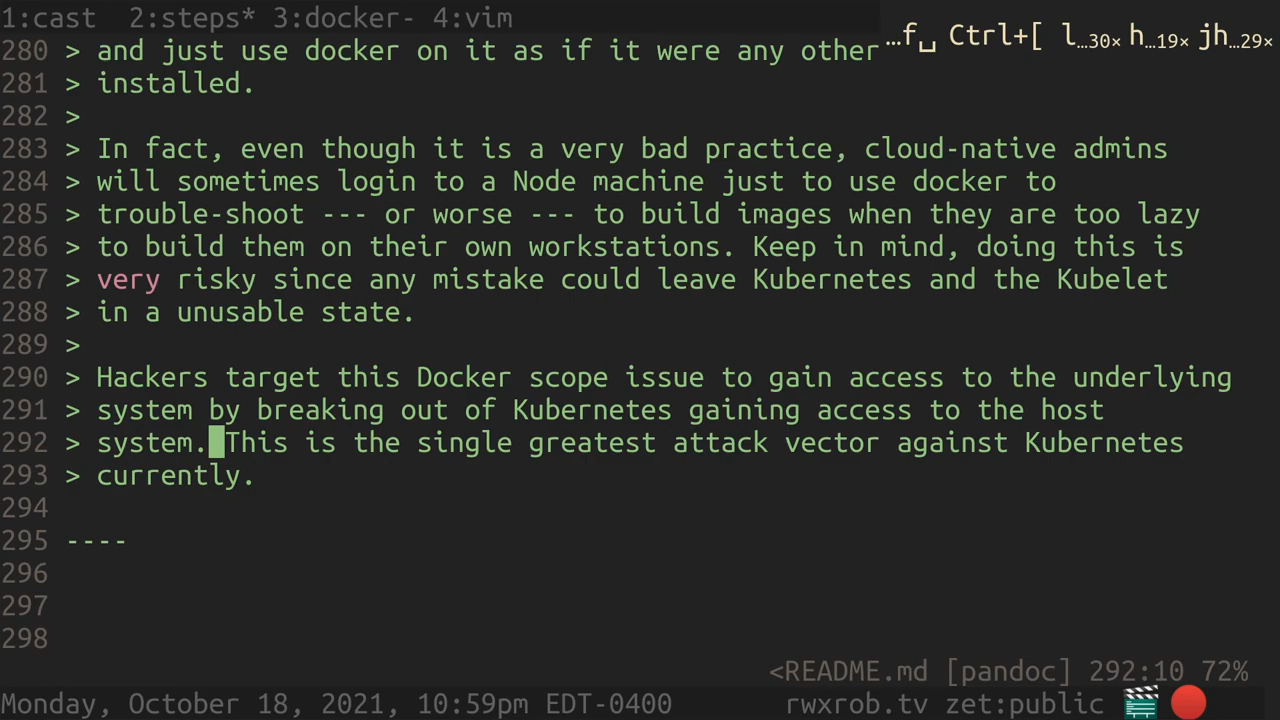 1:cast 2:steps* 3:docker- 4:vim
…f␣ Ctrl+[ l…30× h…19× jh…29×
280 > and just use docker on it as if it were any other
281 > installed.
282 >
283 > In fact, even though it is a very bad practice, cloud-native admins
284 > will sometimes login to a Node machine just to use docker to
285 > trouble-shoot --- or worse --- to build images when they are too lazy
286 > to build them on their own workstations. Keep in mind, doing this is
287 > very risky since any mistake could leave Kubernetes and the Kubelet
288 > in a unusable state.
289 >
290 > Hackers target this Docker scope issue to gain access to the underlying
291 > system by breaking out of Kubernetes gaining access to the host
292 > system. This is the single greatest attack vector against Kubernetes
293 > currently.
294
295 ----
296
297
298
<README.md [pandoc] 292:10 72%
Monday, October 18, 2021, 10:59pm EDT-0400 rwxrob.tv zet:public